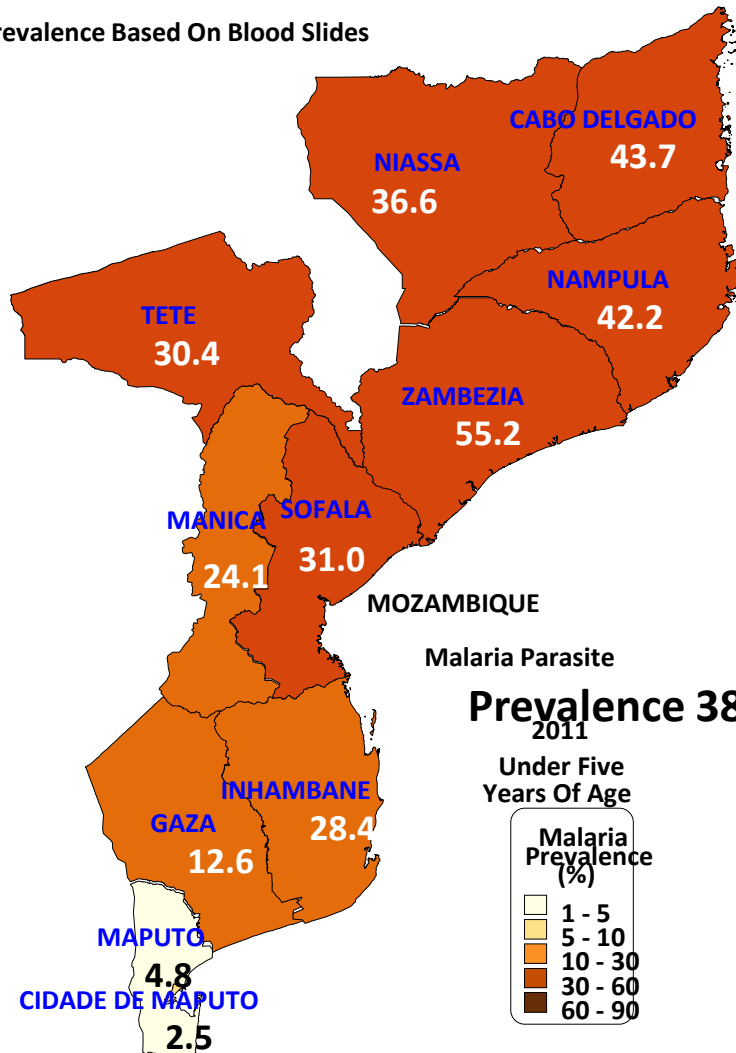 revalence Based On Blood Slides
CABO DELGADO
43.7
NIASSA
36.6
NAMPULA
42.2
TETE
30.4
ZAMBEZIA
55.2
MANICA
24.1
SOFALA
31.0
MOZAMBIQUE
Malaria Parasite
Prevalence 38
2011
Under Five
Years Of Age
INHAMBANE
28.4
GAZA
12.6
Malaria
Prevalence
(%)
1 - 5
5 - 10
10 - 30
30 - 60
60 - 90
MAPUTO
4.8
CIDADE DE MAPUTO
2.5